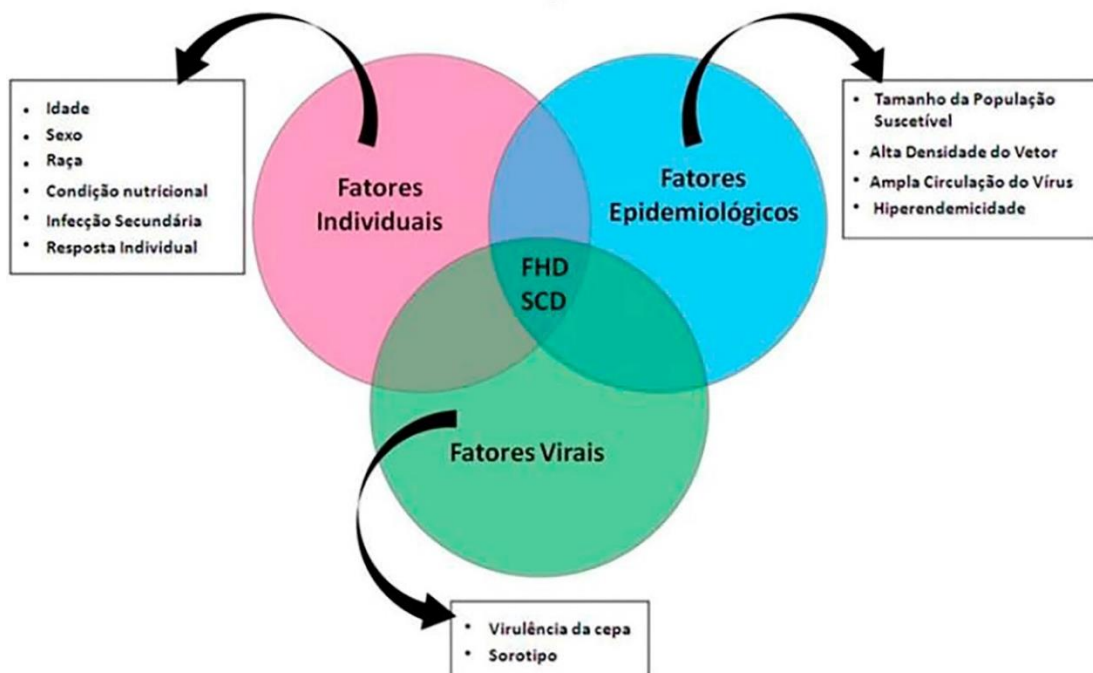 Idade
Sexo
Raça
Condição nutricional
Infecção Secundária
Resposta Individual
Fatores
Individuais
Fatores
Epidemiológicos
Tamanho da População
Suscetível
Alta Densidade do Vetor
Ampla Circulação do Vírus
Hiperendemicidade
FHD
SCD
Fatores Virais
Virulência da cepa
Sorotipo